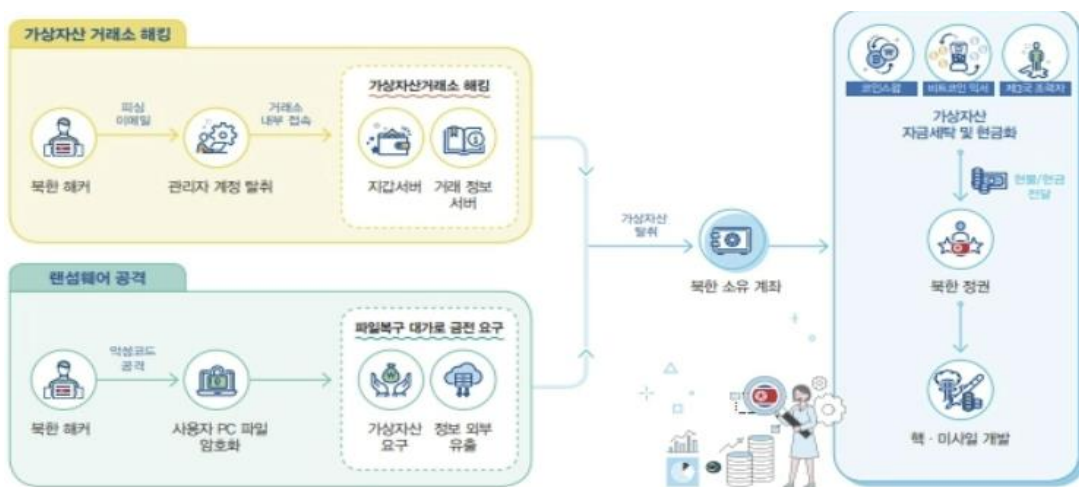 가상자산 거래소 해킹
북한 해커
피싱
이메일
관리자 계정 탈취
거래소
내부 접속
가상자산거래소 해킹
지갑서버
거래 정보
서버
랜섬웨어 공격
북한 해커
악성코드
공격
사용자 PC 파일
암호화
파일복구 대가로 금전 요구
가상자산
요구
정보 외부
유출
가상자산
탈취
북한 소유 계좌
코인스왑
비트코인 믹서
제3국 조력자
가상자산
자금세탁 및 현금화
현물/현금
전달
북한 정권
핵 · 미사일 개발